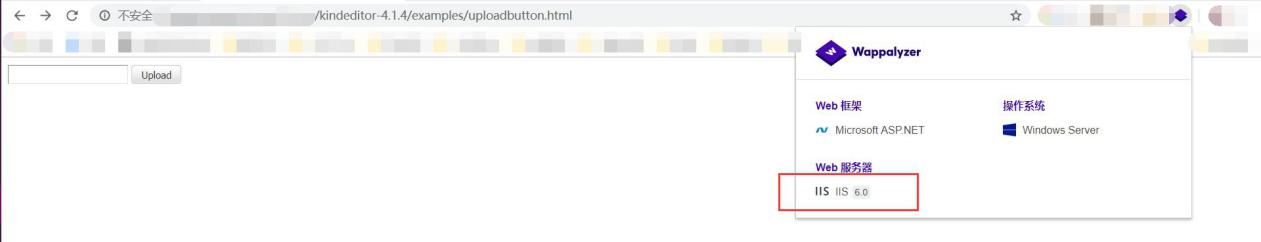 不安全 /kindeditor-4.1.4/examples/uploadbutton.html
Upload
Wappalyzer
Web 框架
操作系统
Microsoft ASP.NET
Windows Server
Web 服务器
IIS IIS 6.0